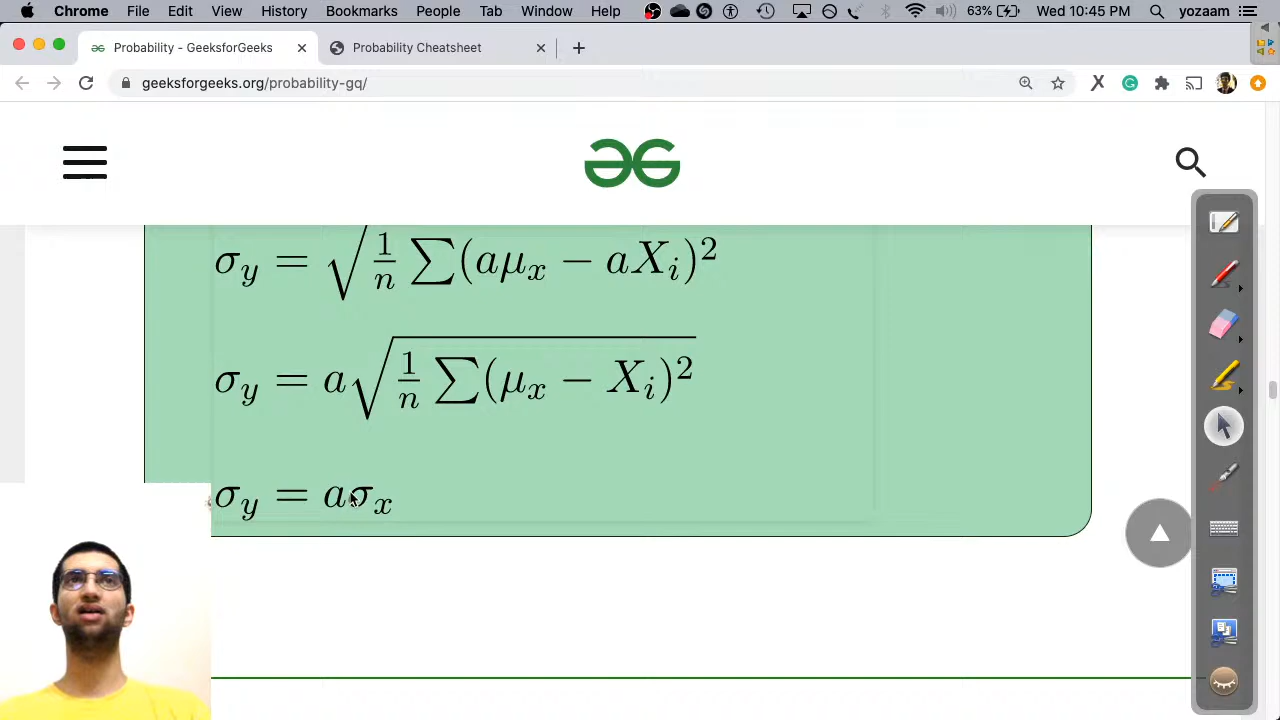 Chrome File Edit View History Bookmarks People Tab Window Help 63% Wed 10:45 PM yozaam
Probability - GeeksforGeeks Probability Cheatsheet
geeksforgeeks.org/probability-gq/
σ_y = √(1/n ∑(aμ_x − aX_i)²
σ_y = a√(1/n ∑(μ_x − X_i)²)
σ_y = aσ_x